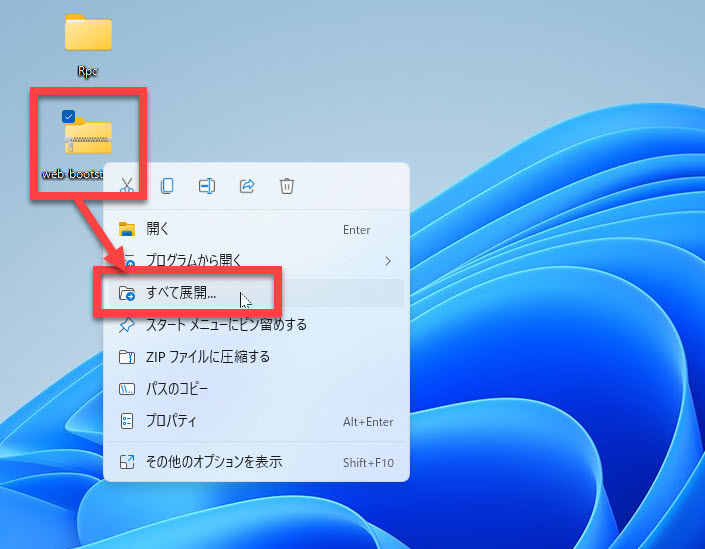 Rpc
web-bootst
開く Enter
プログラムから開く
すべて展開...
スタート メニューにピン留めする
ZIP ファイルに圧縮する
パスのコピー
プロパティ Alt+Enter
その他のオプションを表示 Shift+F10